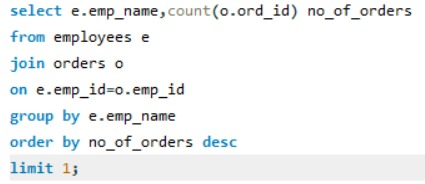 select e.emp_name,count(o.ord_id) no_of_orders
from employees e
join orders o
on e.emp_id=o.emp_id
group by e.emp_name
order by no_of_orders desc
limit 1;